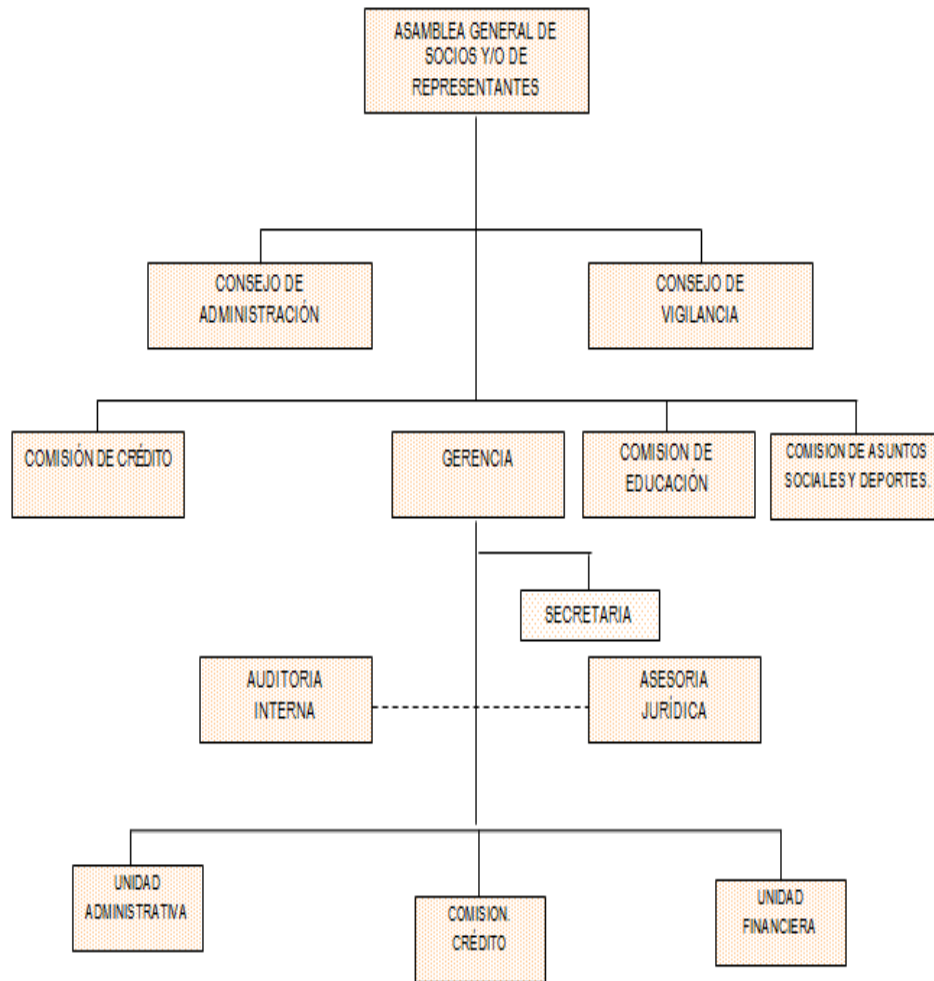 ASAMBLEA GENERAL DE
SOCIOS Y/O DE
REPRESENTANTES
CONSEJO DE
ADMINISTRACIÓN
CONSEJO DE
VIGILANCIA
COMISIÓN DE CRÉDITO
GERENCIA
COMISION DE
EDUCACIÓN
COMISION DE ASUNTOS
SOCIALES Y DEPORTES.
SECRETARIA
AUDITORIA
INTERNA
ASESORIA
JURÍDICA
UNIDAD
ADMINISTRATIVA
COMISION.
CRÉDITO
UNIDAD
FINANCIERA